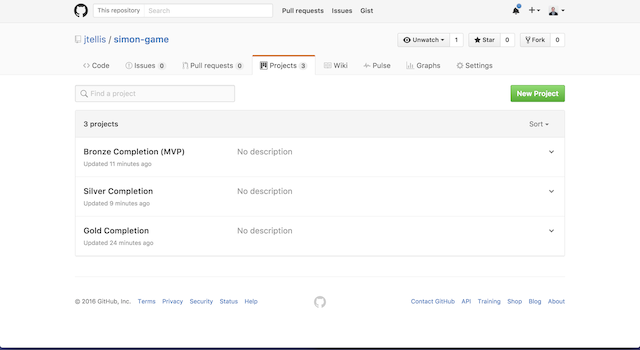 This repository Search Pull requests Issues Gist
jtellis / simon-game Unwatch 1 Star 0 Fork 0
Code Issues 0 Pull requests 0 Projects 3 Wiki Pulse Graphs Settings
Find a project New Project
3 projects Sort
Bronze Completion (MVP) No description
Updated 11 minutes ago
Silver Completion No description
Updated 9 minutes ago
Gold Completion No description
Updated 24 minutes ago
© 2016 GitHub, Inc. Terms Privacy Security Status Help Contact GitHub API Training Shop Blog About